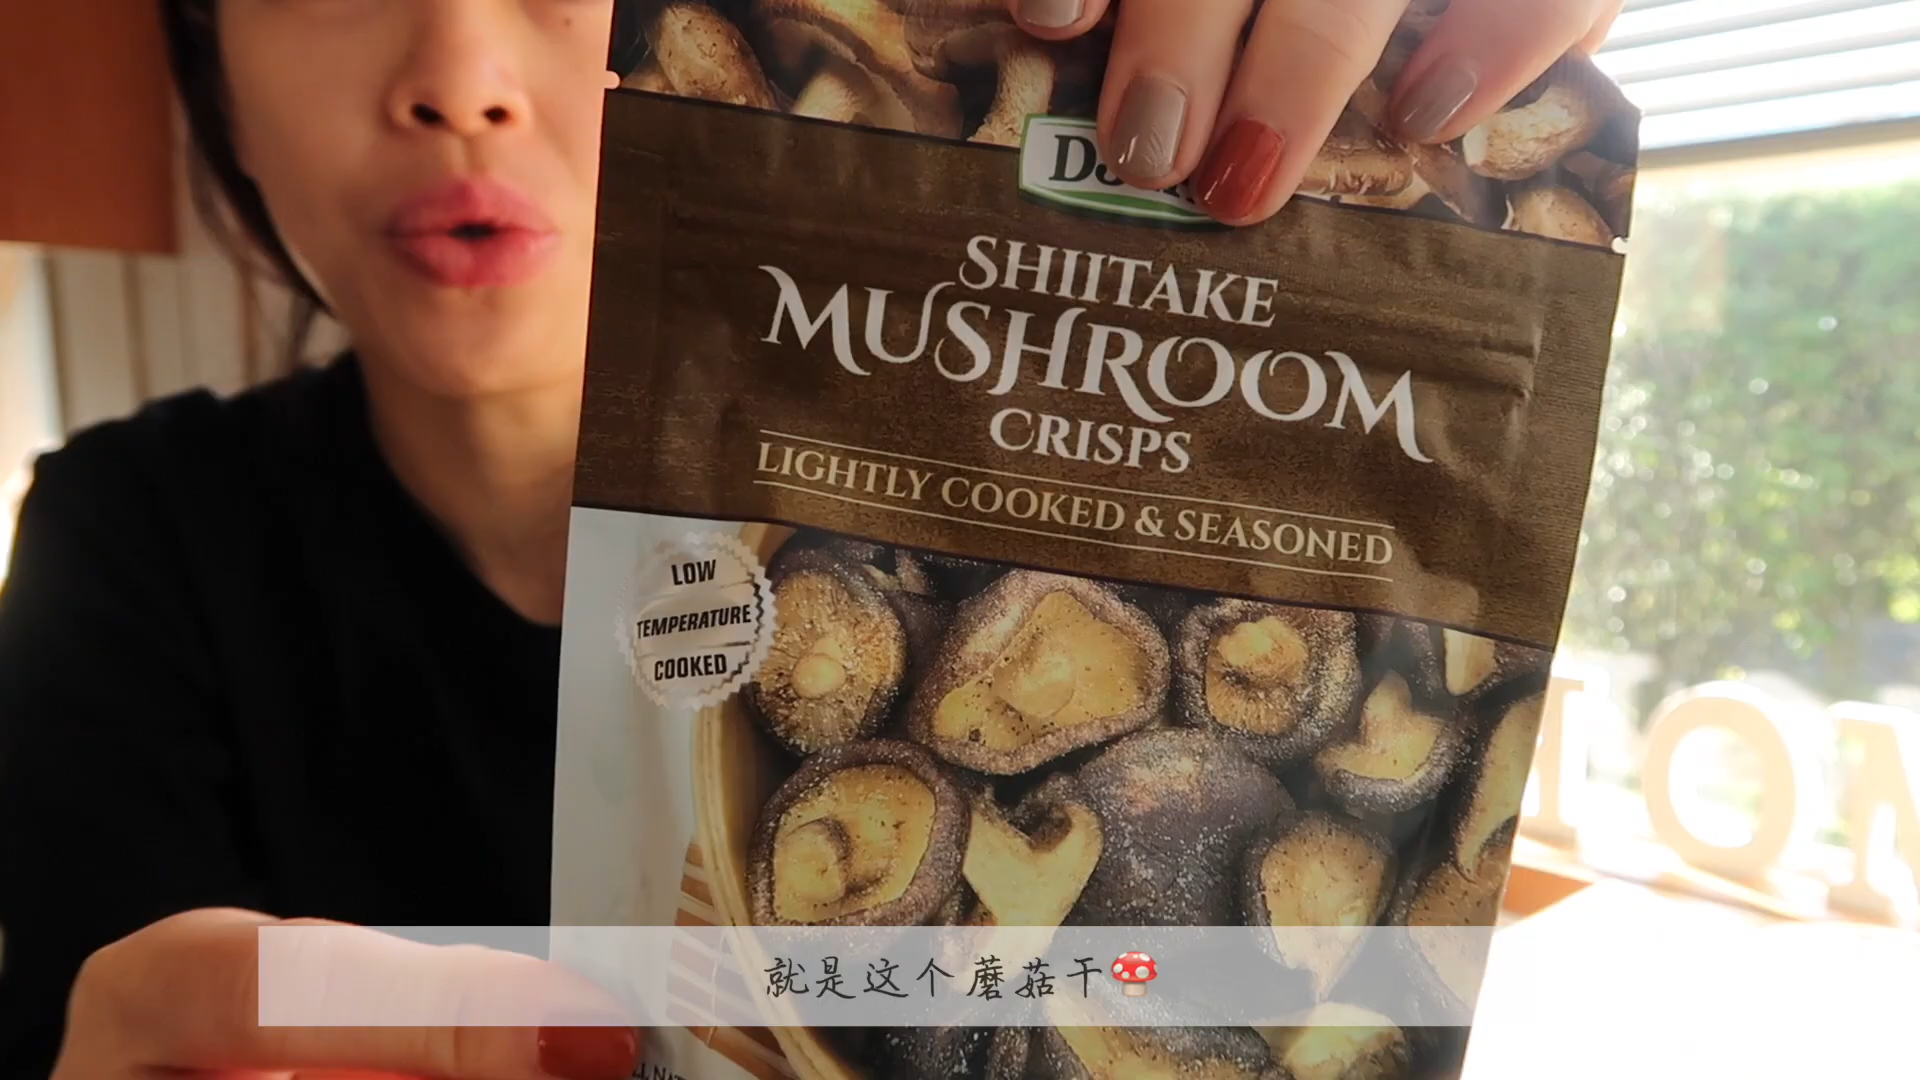 SHIITAKE
MUSHROOM
CRISPS
LIGHTLY COOKED & SEASONED
LOW
TEMPERATURE
COOKED
就是这个蘑菇干🍄